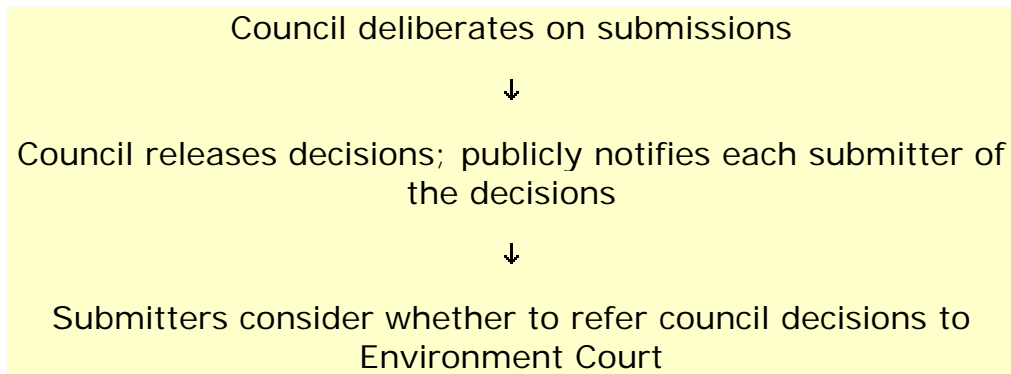 Council deliberates on submissions
↓
Council releases decisions; publicly notifies each submitter of
the decisions
↓
Submitters consider whether to refer council decisions to
Environment Court